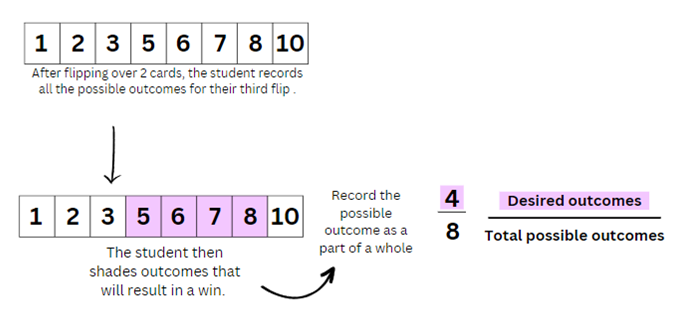 1 2 3 5 6 7 8 10
After flipping over 2 cards, the student records
all the possible outcomes for their third flip .
1 2 3 5 6 7 8 10
The student then
shades outcomes that
will result in a win.
Record the
possible
outcome as a
part of a whole
4
8
Desired outcomes
Total possible outcomes